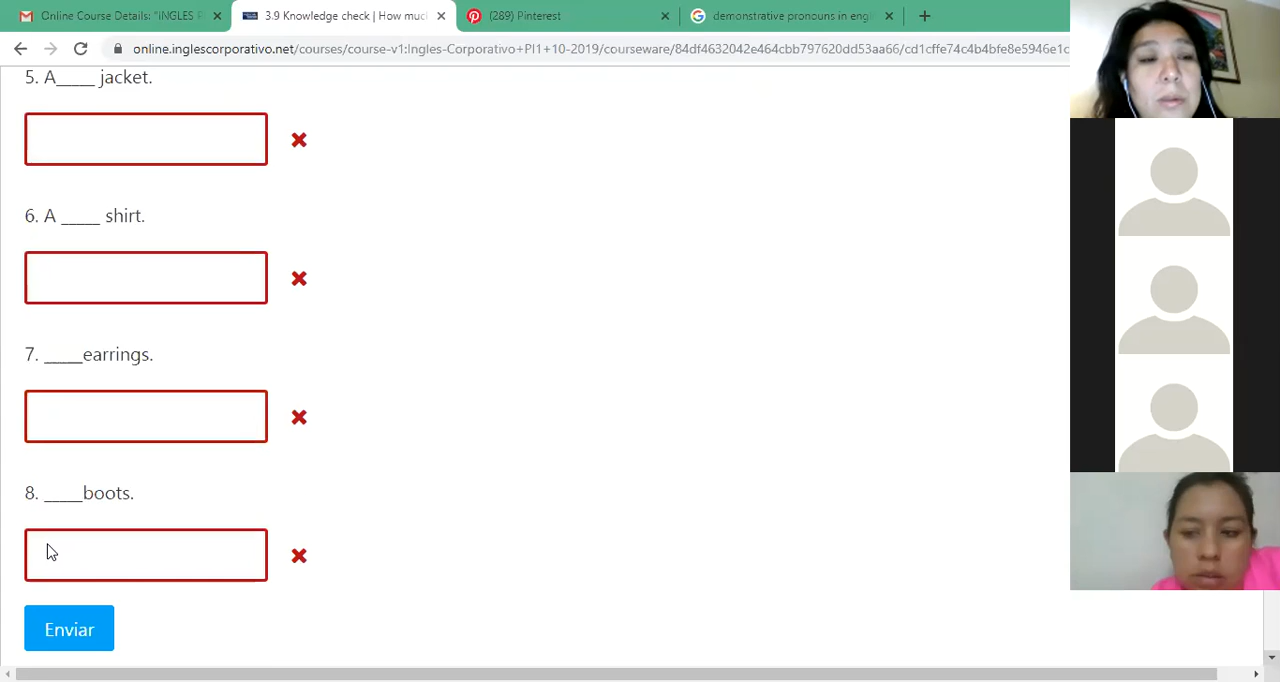 Online Course Details: "INGLES P
3.9 Knowledge check | How much
(289) Pinterest
demonstrative pronouns in engl
online.inglescorporativo.net/courses/course-v1:Ingles-Corporativo+PI1+10-2019/courseware/84df4632042e464cbb797620dd53aa66/cd1cffe74c4b4bfe8e5946e1c
5. A_____ jacket.
6. A _____ shirt.
7. _____earrings.
8. _____boots.
Enviar